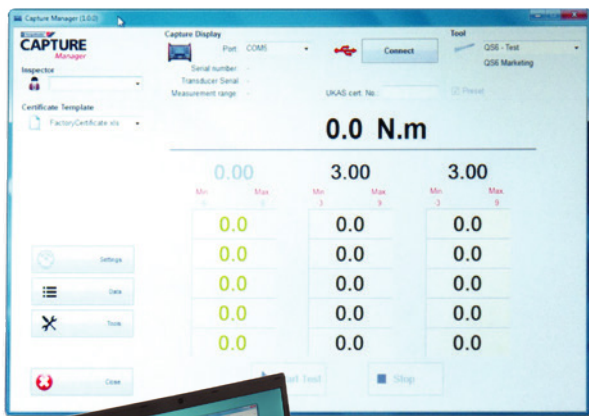 Capture Manager (1.0.0)
CAPTURE
Manager
Inspector
Certificate Template
FactoryCertificate.xls
Settings
Data
Tools
Close
Capture Display
Port COM5
Serial number -
Transducer Serial -
Measurement range -
Connect
UKAS cert. No.
Tool
QS6 - Test
QS6 Marketing
Preset
0.0 N.m
0.00 3.00 3.00
Min. Max. Min. Max. Min. Max.
3 9 -3 9
0.0 0.0 0.0
0.0 0.0 0.0
0.0 0.0 0.0
0.0 0.0 0.0
0.0 0.0 0.0
Test
Stop